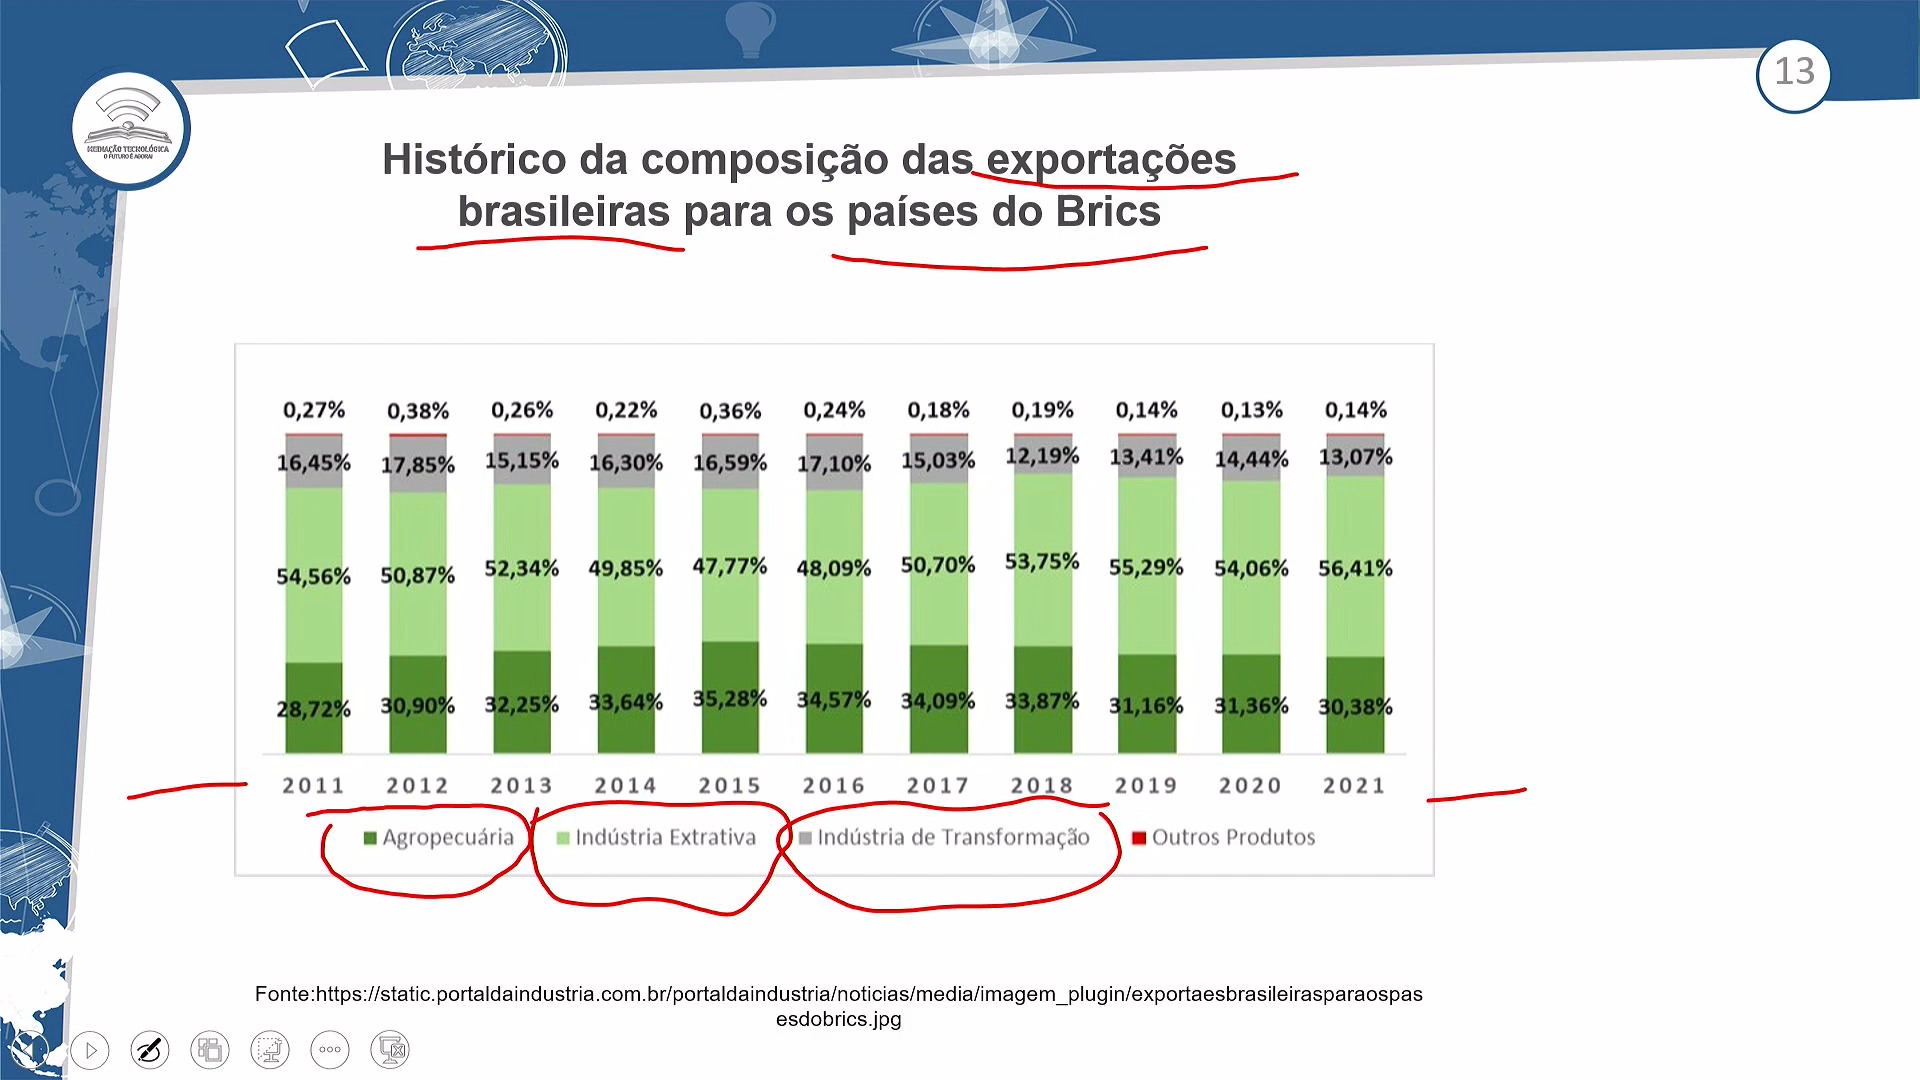 13
MEDIAÇÃO TECNOLÓGICA
O FUTURO É AGORA!
Histórico da composição das exportações
brasileiras para os países do Brics
0,27% 0,38% 0,26% 0,22% 0,36% 0,24% 0,18% 0,19% 0,14% 0,13% 0,14%
16,45% 17,85% 15,15% 16,30% 16,59% 17,10% 15,03% 12,19% 13,41% 14,44% 13,07%
54,56% 50,87% 52,34% 49,85% 47,77% 48,09% 50,70% 53,75% 55,29% 54,06% 56,41%
28,72% 30,90% 32,25% 33,64% 35,28% 34,57% 34,09% 33,87% 31,16% 31,36% 30,38%
2011 2012 2013 2014 2015 2016 2017 2018 2019 2020 2021
Agropecuária Indústria Extrativa Indústria de Transformação Outros Produtos
Fonte:https://static.portaldaindustria.com.br/portaldaindustria/noticias/media/imagem_plugin/exportaesbrasileirasparaospas
esdobrics.jpg